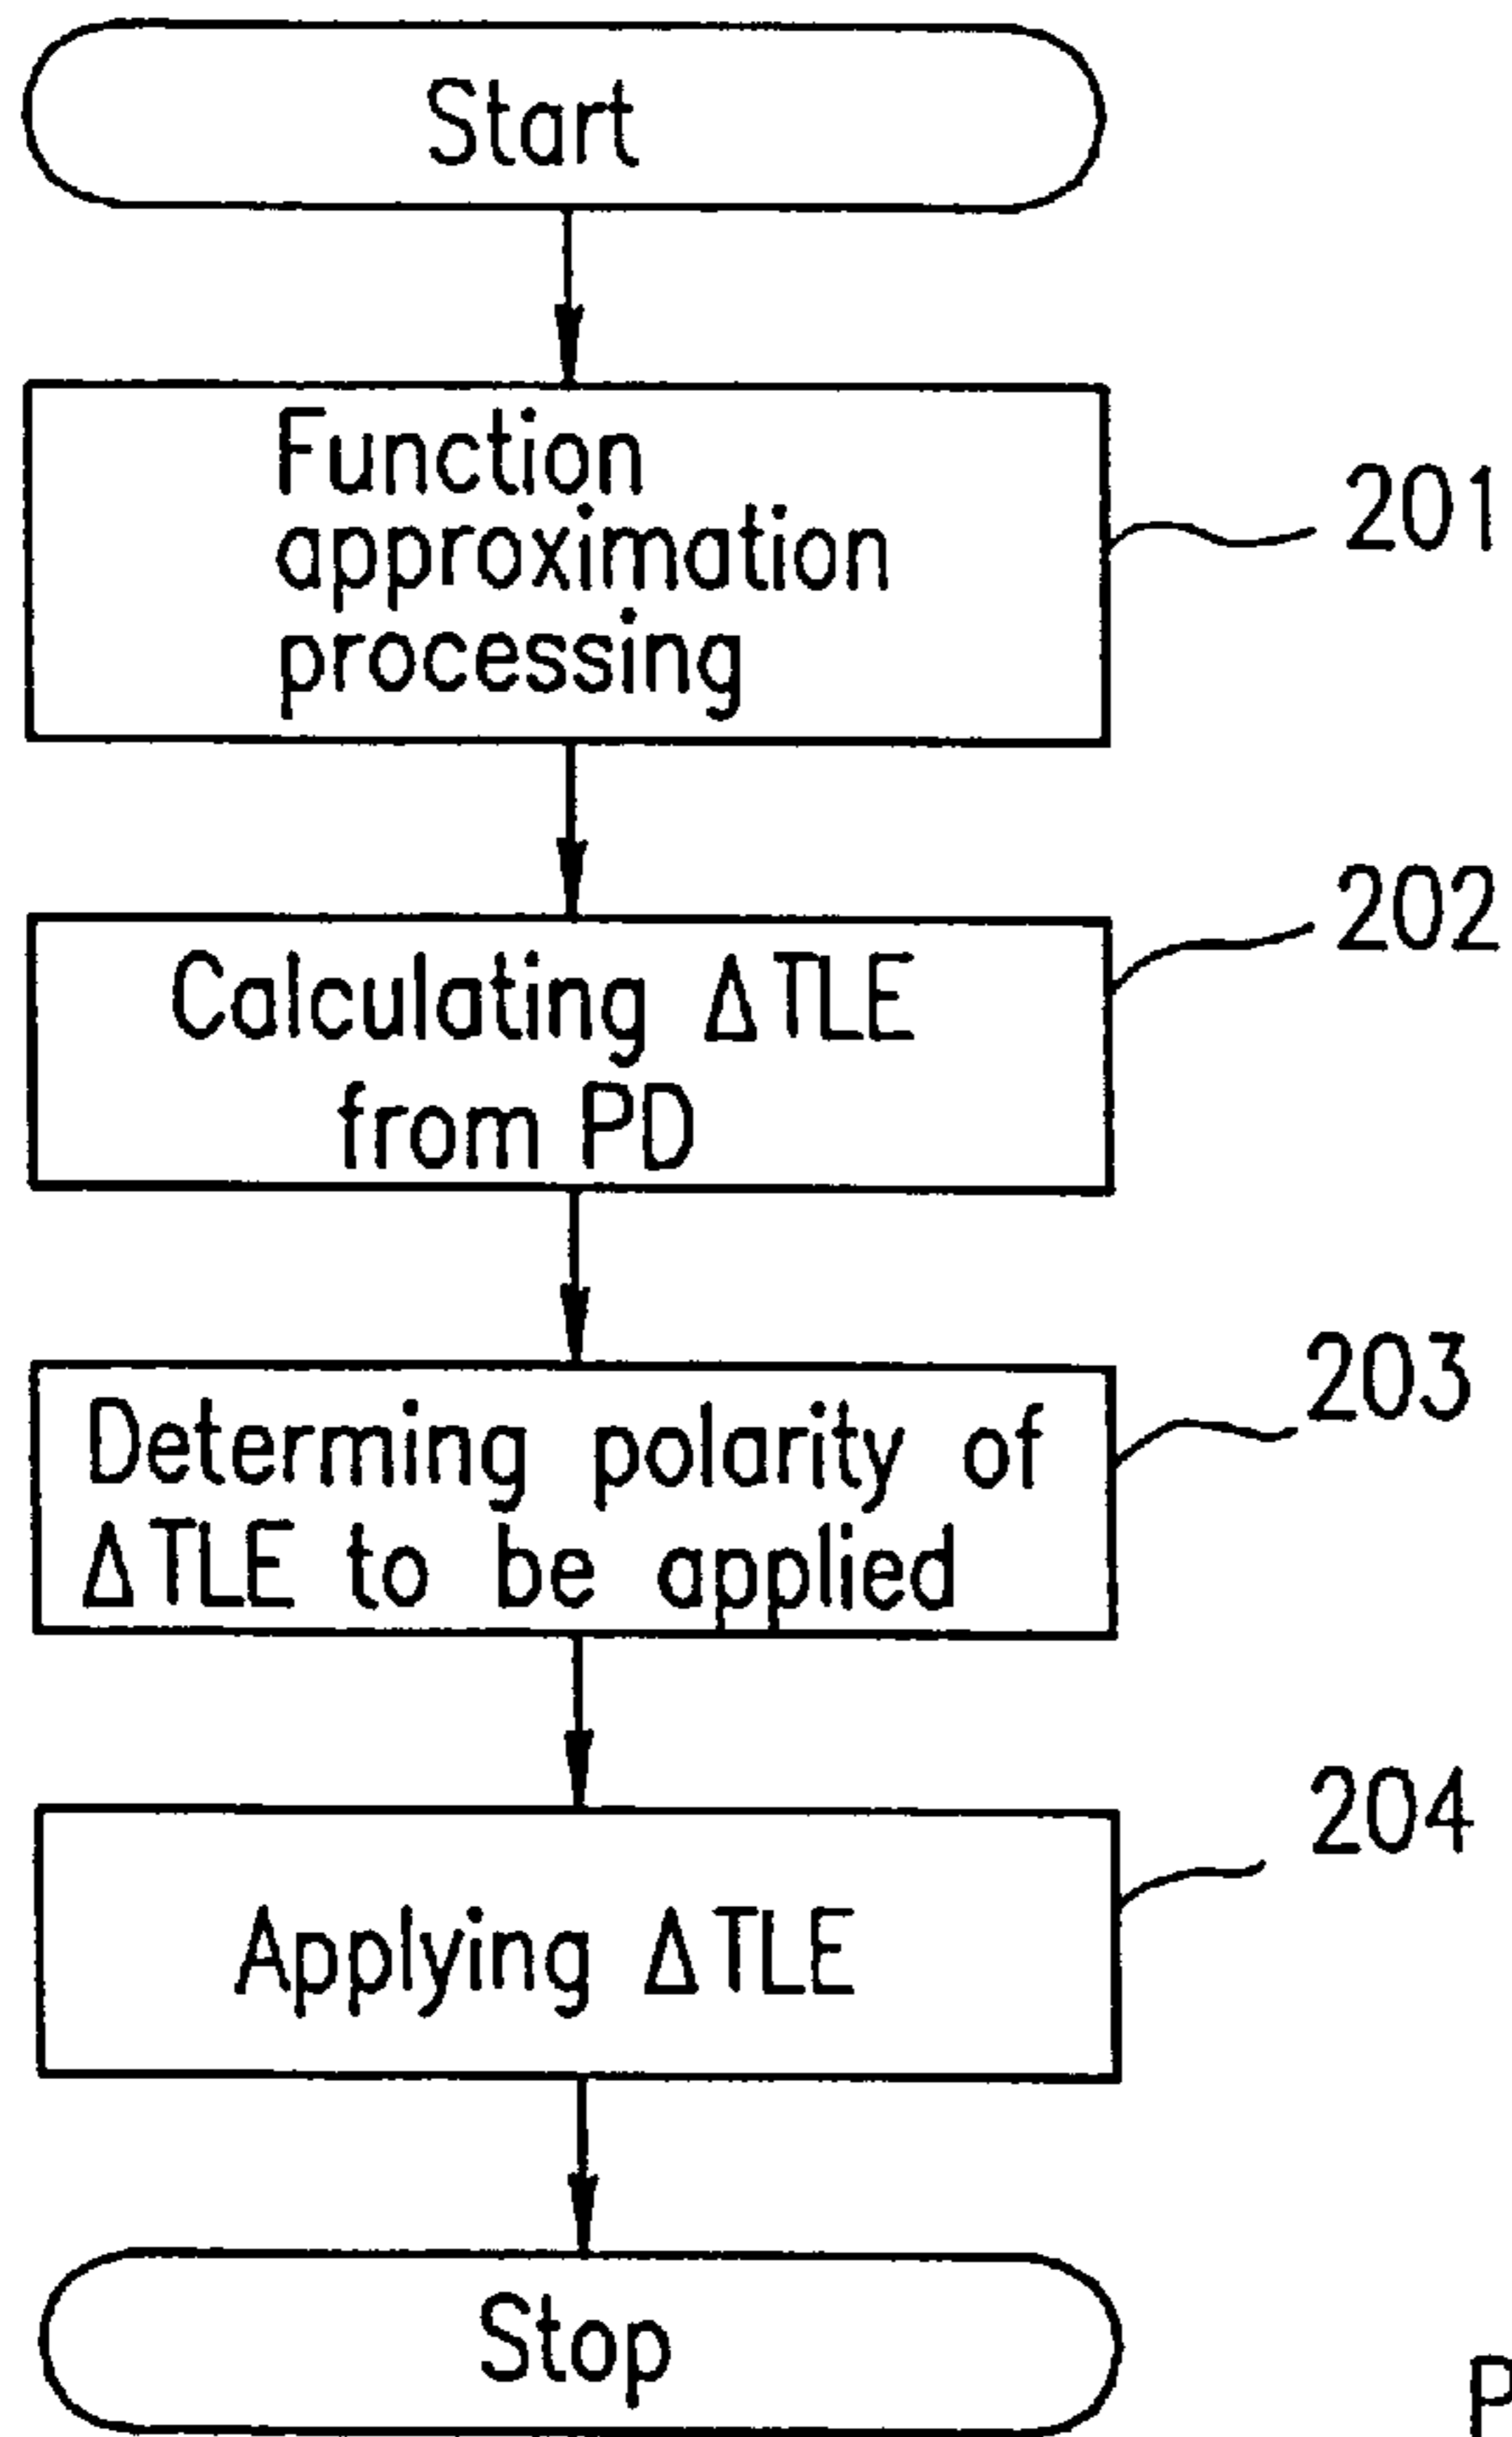 Start
Function
approximation
processing
201
Calculating ΔTLE
from PD
202
Determing polarity of
ΔTLE to be applied
203
Applying ΔTLE
204
Stop
P